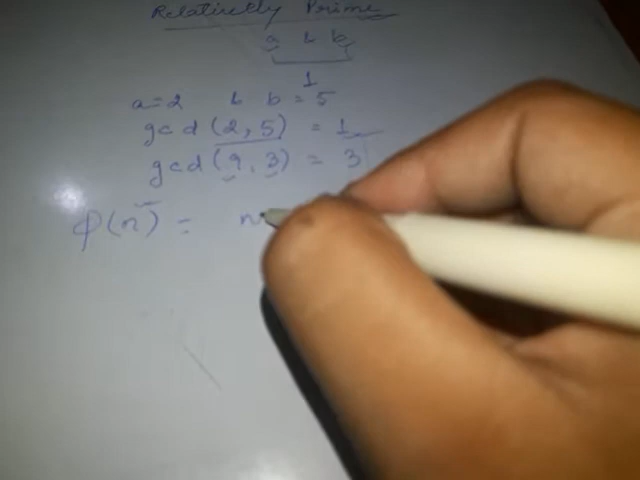 Relatively Prime
a & b
1
a=2 & b = 5
gcd (2, 5) = 1
gcd (9, 3) = 3
φ(n) = n